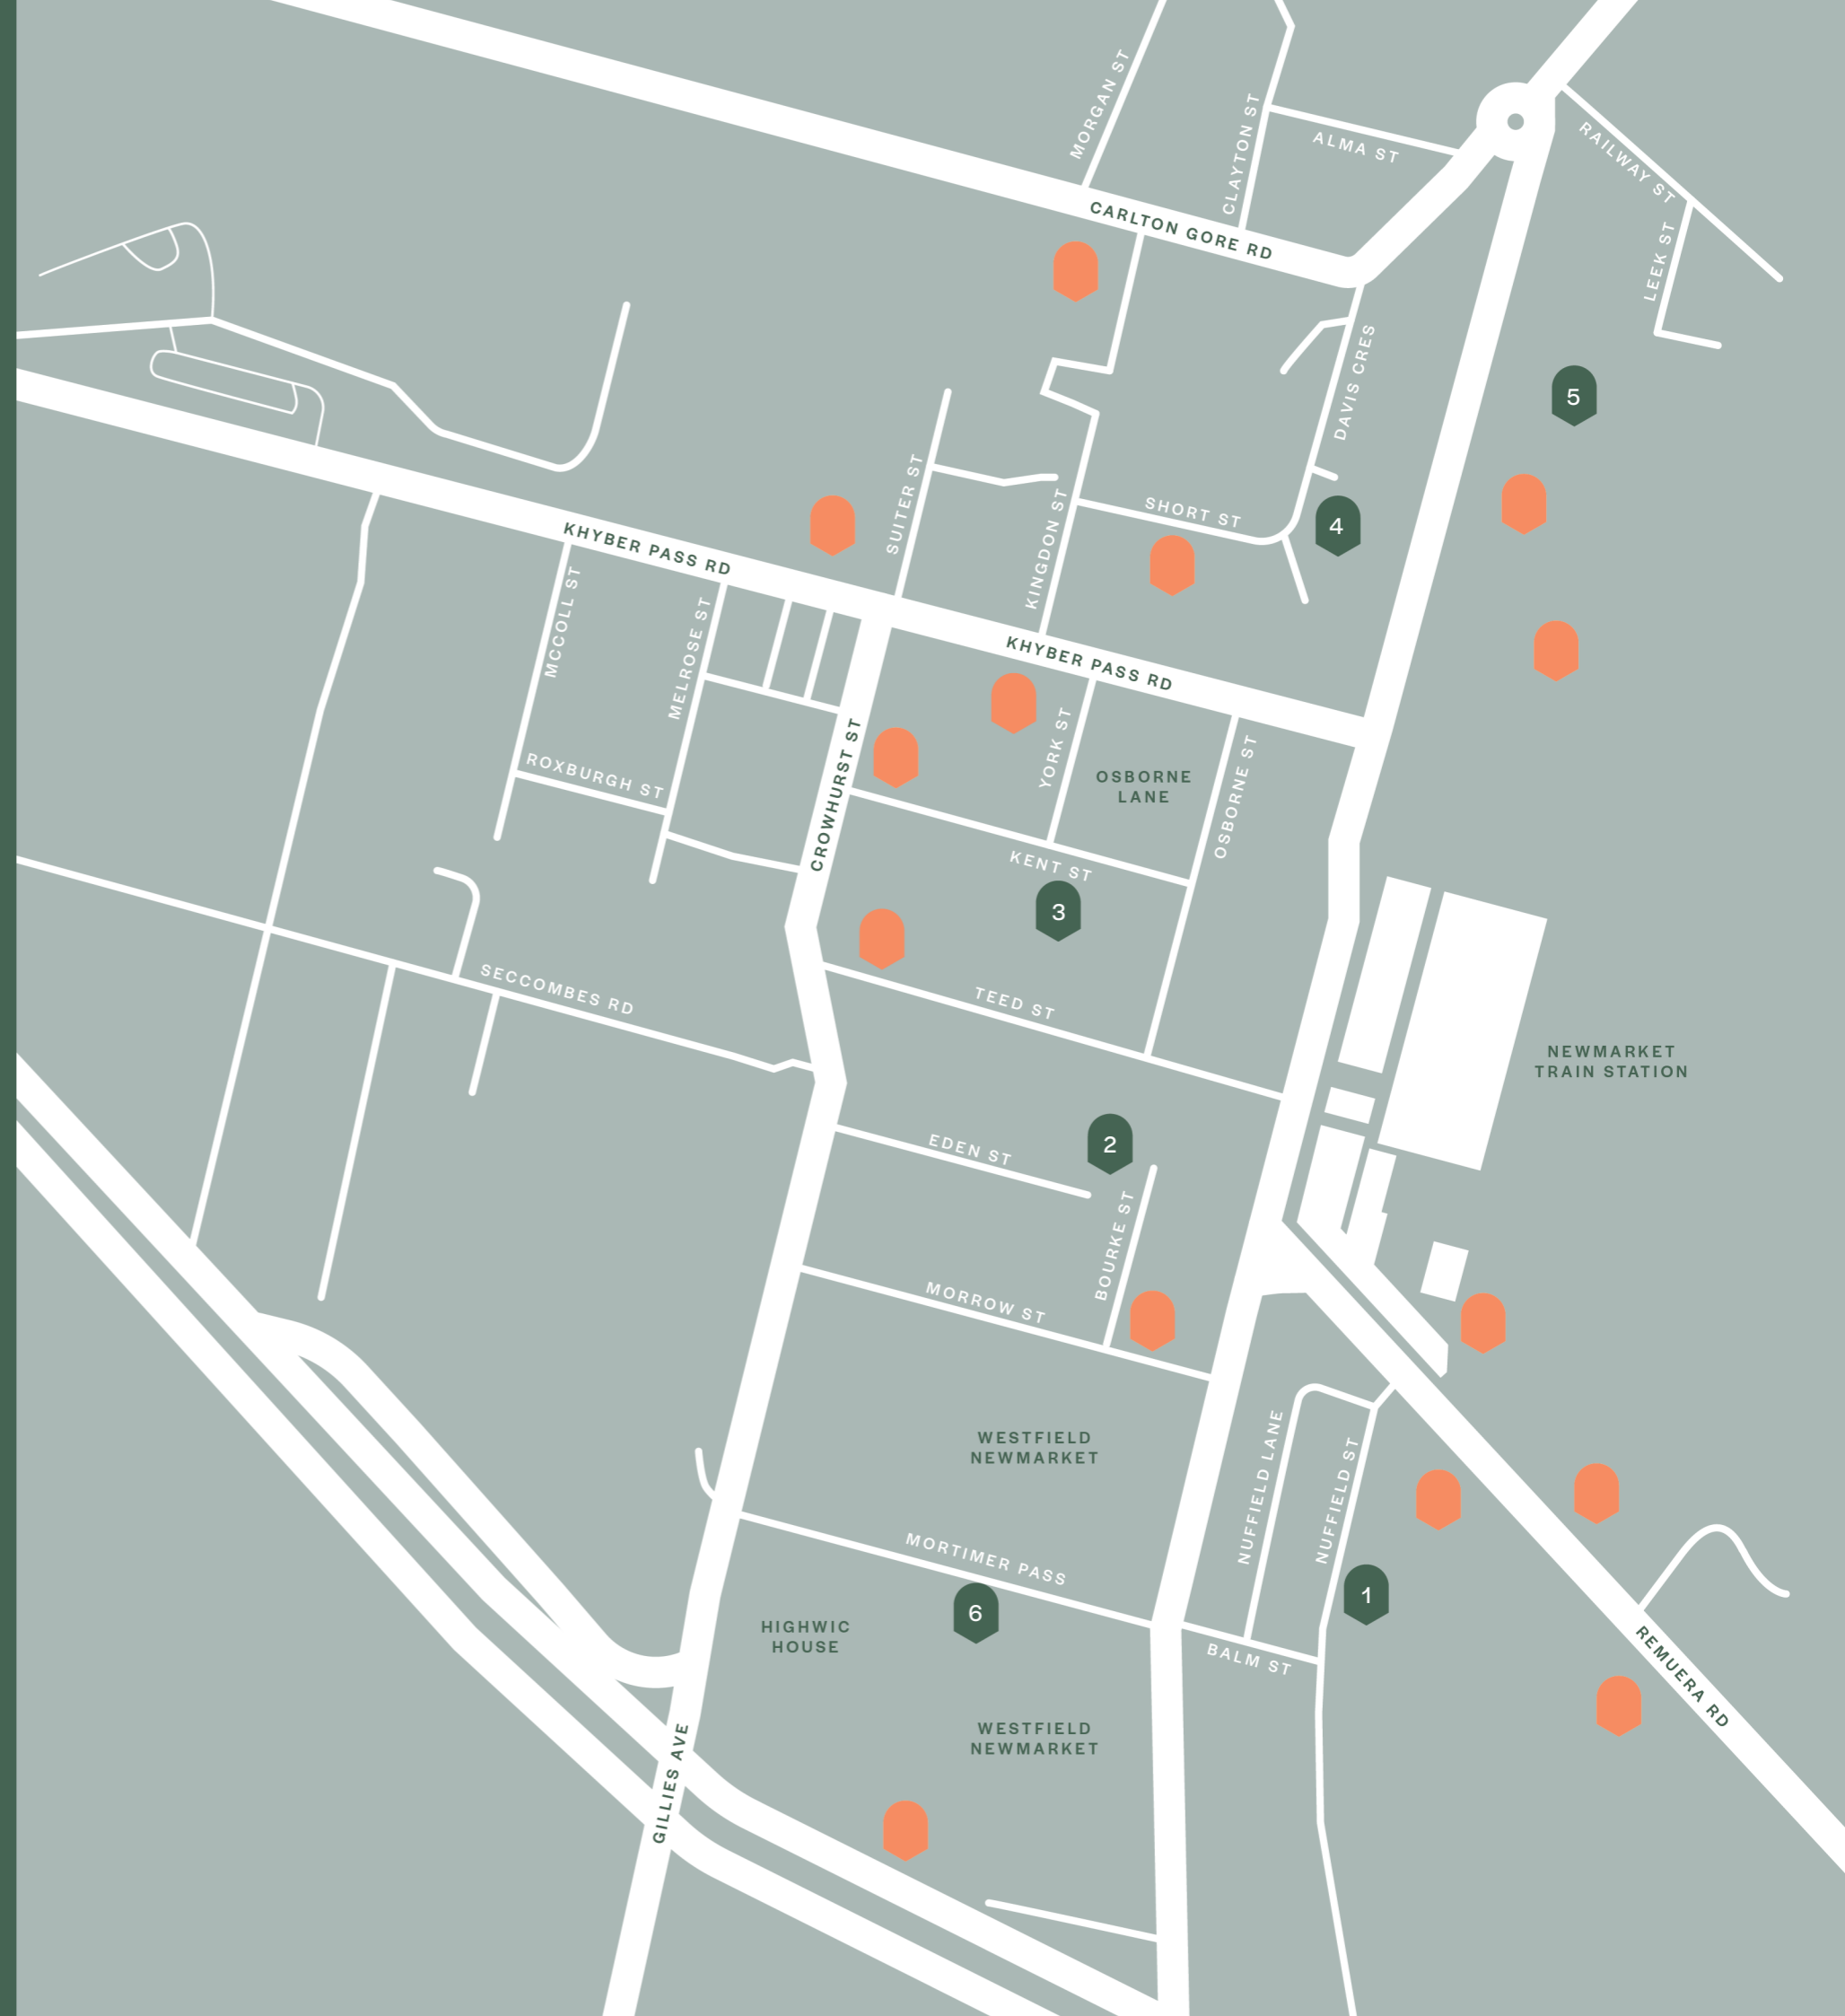 MORGAN ST
CLAYTON ST
ALMA ST
RAILWAY ST
CARLTON GORE RD
LEEK ST
DAVIS CRES
5
SUITER ST
KINGDON ST
SHORT ST
4
KHYBER PASS RD
MCCOLL ST
MELROSE ST
KHYBER PASS RD
ROXBURGH ST
CROWHURST ST
YORK ST
OSBORNE
LANE
OSBORNE ST
KENT ST
3
SECCOMBES RD
TEED ST
NEWMARKET
TRAIN STATION
EDEN ST
2
BOURKE ST
MORROW ST
WESTFIELD
NEWMARKET
NUFFIELD LANE
NUFFIELD ST
MORTIMER PASS
1
6
HIGHWIC
HOUSE
BALM ST
REMUERA RD
WESTFIELD
NEWMARKET
GILLIES AVE